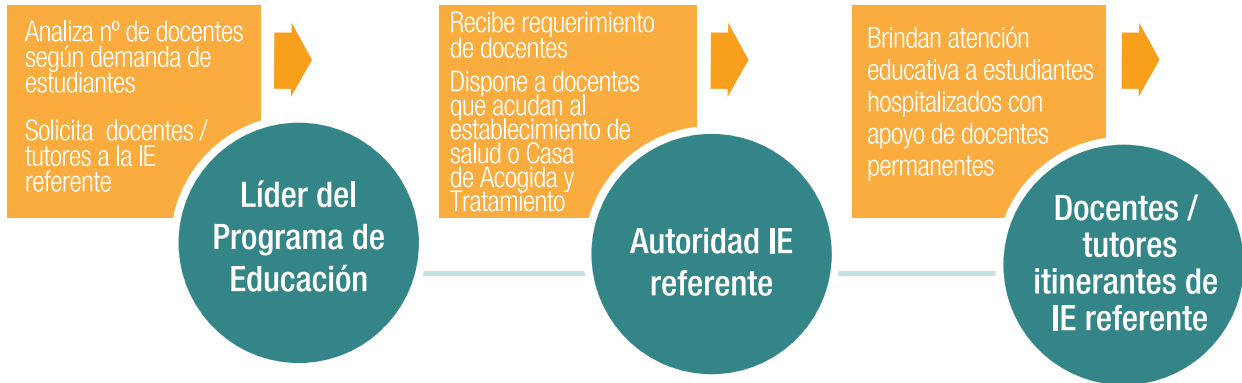 Analiza nº de docentes
según demanda de
estudiantes
Solicita docentes /
tutores a la IE
referente
Líder del
Programa de
Educación
Recibe requerimiento
de docentes
Dispone a docentes
que acudan al
establecimiento de
salud o Casa
de Acogida y
Tratamiento
Autoridad IE
referente
Brindan atención
educativa a estudiantes
hospitalizados con
apoyo de docentes
permanentes
Docentes /
tutores
itinerantes de
IE referente